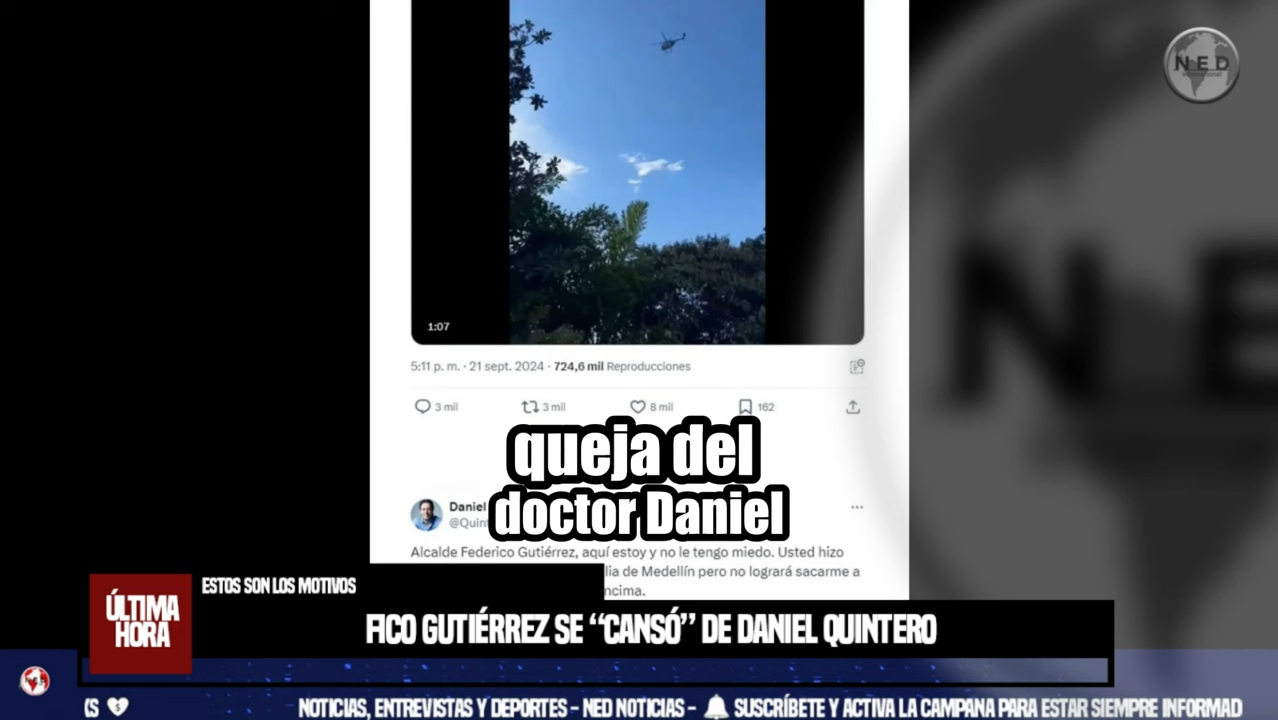 NED
1:07
5:11 p. m. · 21 sept. 2024 · 724,6 mil Reproducciones
3 mil 3 mil 8 mil 162
queja del
doctor Daniel
Daniel
@Quin
Alcalde Federico Gutiérrez, aquí estoy y no le tengo miedo. Usted hizo
lia de Medellín pero no logrará sacarme a
ncima.
ESTOS SON LOS MOTIVOS
ÚLTIMA
HORA
FICO GUTIÉRREZ SE “CANSÓ” DE DANIEL QUINTERO
CS NOTICIAS, ENTREVISTAS Y DEPORTES - NED NOTICIAS - SUSCRÍBETE Y ACTIVA LA CAMPANA PARA ESTAR SIEMPRE INFORMAD
NE